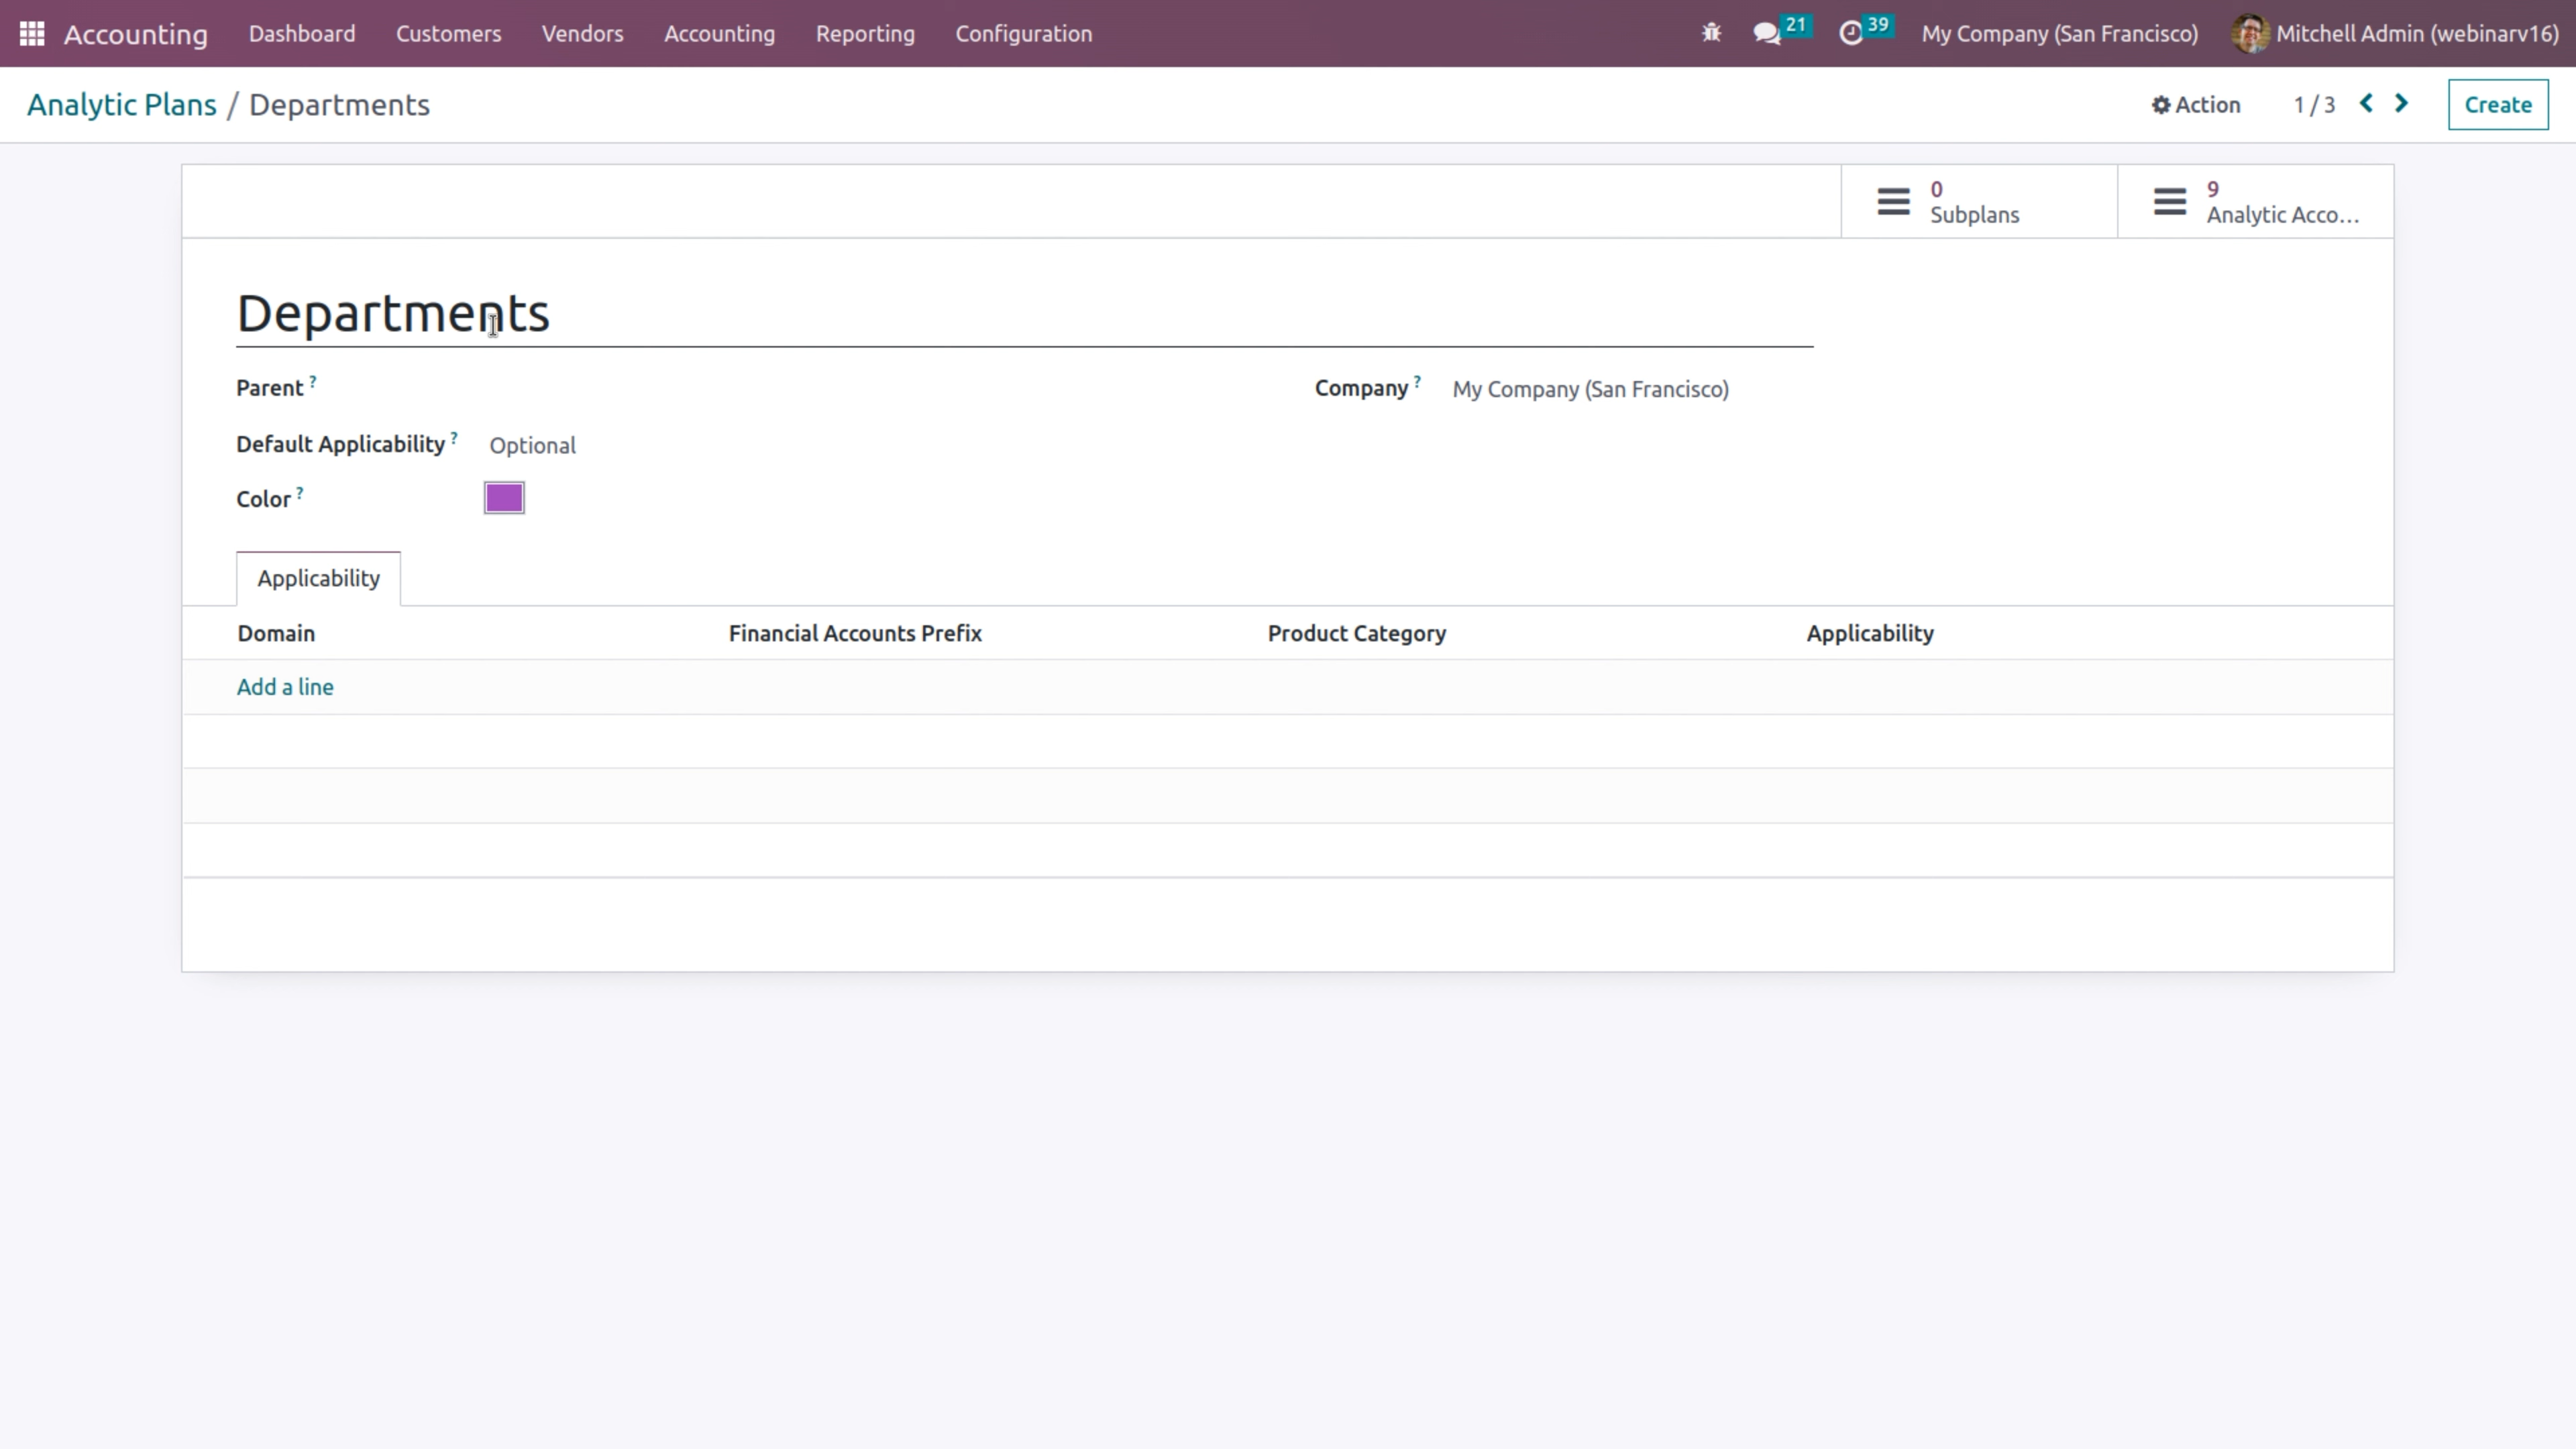 Accounting Dashboard Customers Vendors Accounting Reporting Configuration 21 39 My Company (San Francisco) Mitchell Admin (webinarv16)
Analytic Plans / Departments Action 1 / 3 Create
0
Subplans
9
Analytic Acco...
Departments
Parent ? Company ? My Company (San Francisco)
Default Applicability ? Optional
Color ?
Applicability
Domain Financial Accounts Prefix Product Category Applicability
Add a line